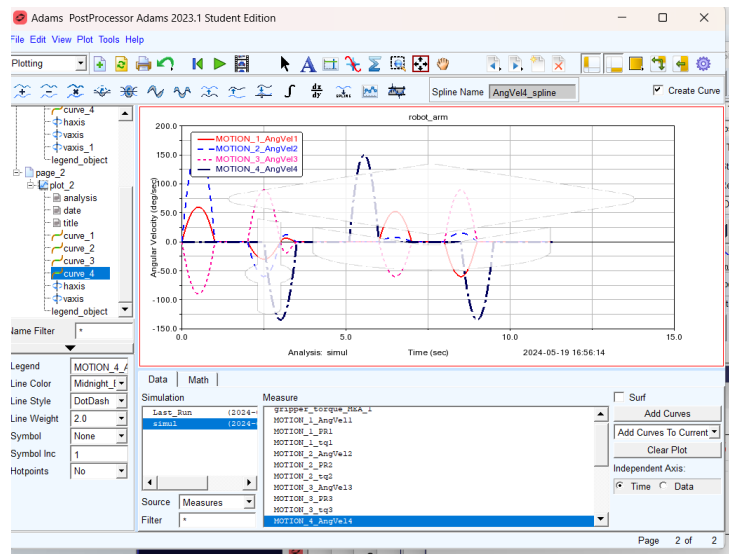 Adams PostProcessor Adams 2023.1 Student Edition
File Edit View Plot Tools Help
Plotting
Spline Name AngVel4_spline Create Curve
curve_4
haxis
vaxis
vaxis_1
legend_object
page_2
plot_2
analysis
date
title
curve_1
curve_2
curve_3
curve_4
haxis
vaxis
legend_object
Name Filter *
Legend MOTION_4_A
Line Color Midnight_E
Line Style DotDash
Line Weight 2.0
Symbol None
Symbol Inc 1
Hotpoints No
robot_arm
200.0
150.0
100.0
50.0
0.0
-50.0
-100.0
-150.0
Angular Velocity (deg/sec)
MOTION_1_AngVel1
MOTION_2_AngVel2
MOTION_3_AngVel3
MOTION_4_AngVel4
0.0 5.0 10.0 15.0
Analysis: simul Time (sec) 2024-05-19 16:56:14
Data Math
Simulation
Last_Run (2024-
simul (2024-
Source Measures
Filter *
Measure
gripper_torque_MEA_1
MOTION_1_AngVel1
MOTION_1_PR1
MOTION_1_tq1
MOTION_2_AngVel2
MOTION_2_PR2
MOTION_2_tq2
MOTION_3_AngVel3
MOTION_3_PR3
MOTION_3_tq3
MOTION_4_AngVel4
Surf
Add Curves
Add Curves To Current
Clear Plot
Independent Axis:
Time Data
Page 2 of 2